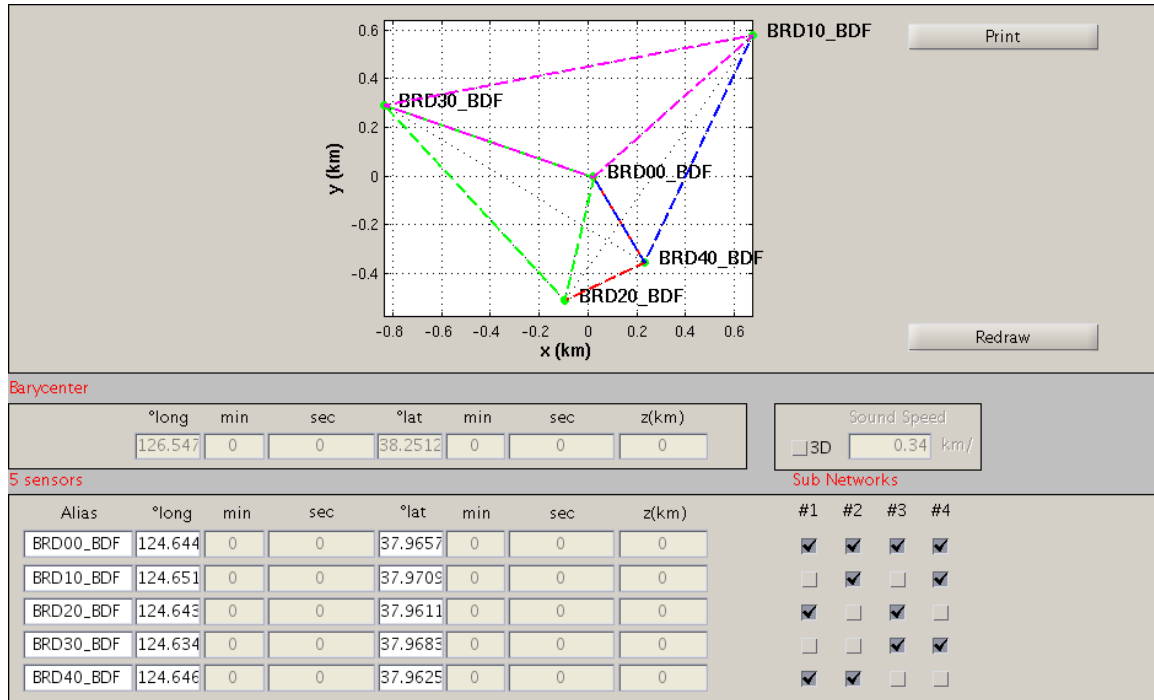 0.6
0.4
0.2
0
-0.2
-0.4
y (km)
-0.8 -0.6 -0.4 -0.2 0 0.2 0.4 0.6
x (km)
BRD10_BDF
BRD30_BDF
BRD00_BDF
BRD40_BDF
BRD20_BDF
Print
Redraw
Barycenter
°long min sec °lat min sec z(km)
126.547 0 0 38.2512 0 0 0
Sound Speed
3D 0.34 km/
5 sensors
Sub Networks
Alias °long min sec °lat min sec z(km) #1 #2 #3 #4
BRD00_BDF 124.644 0 0 37.9657 0 0 0
BRD10_BDF 124.651 0 0 37.9709 0 0 0
BRD20_BDF 124.643 0 0 37.9611 0 0 0
BRD30_BDF 124.634 0 0 37.9683 0 0 0
BRD40_BDF 124.646 0 0 37.9625 0 0 0